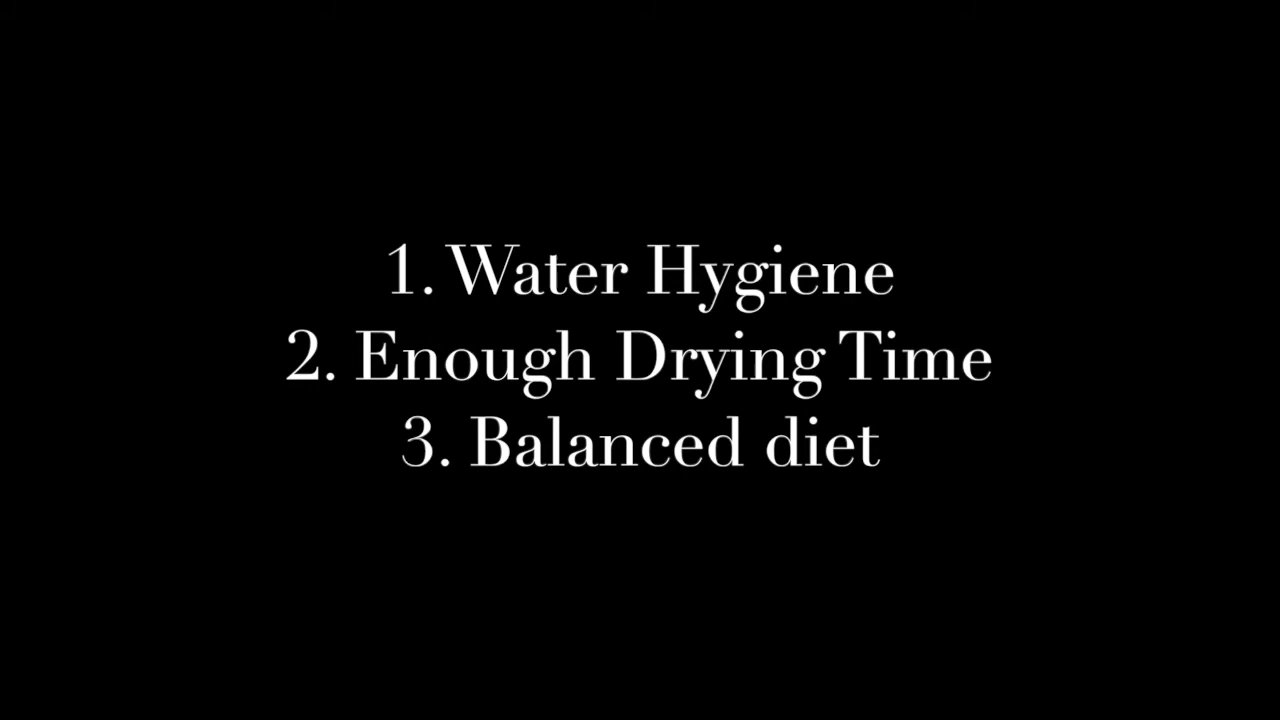 1. Water Hygiene
2. Enough Drying Time
3. Balanced diet